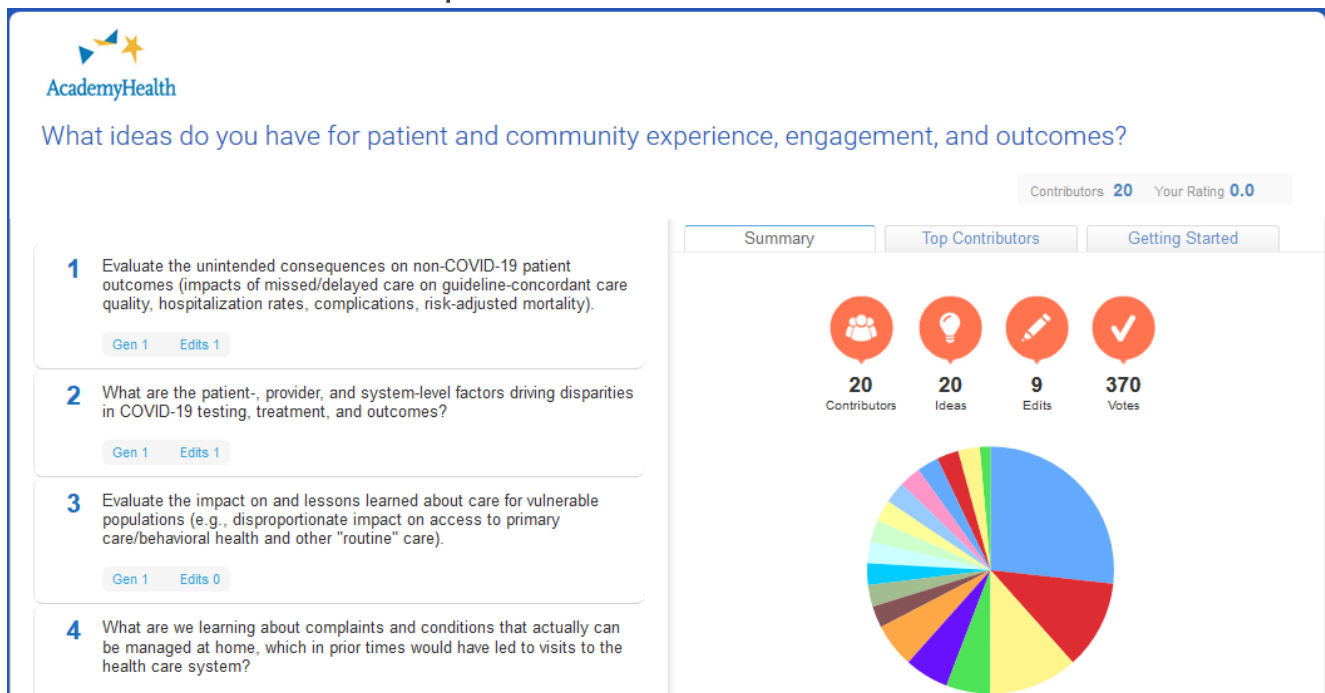 AcademyHealth
What ideas do you have for patient and community experience, engagement, and outcomes?
Contributors 20 Your Rating 0.0
1 Evaluate the unintended consequences on non-COVID-19 patient
outcomes (impacts of missed/delayed care on guideline-concordant care
quality, hospitalization rates, complications, risk-adjusted mortality).
Gen 1 Edits 1
2 What are the patient-, provider, and system-level factors driving disparities
in COVID-19 testing, treatment, and outcomes?
Gen 1 Edits 1
3 Evaluate the impact on and lessons learned about care for vulnerable
populations (e.g., disproportionate impact on access to primary
care/behavioral health and other "routine" care).
Gen 1 Edits 0
4 What are we learning about complaints and conditions that actually can
be managed at home, which in prior times would have led to visits to the
health care system?
Summary Top Contributors Getting Started
20 20 9 370
Contributors Ideas Edits Votes